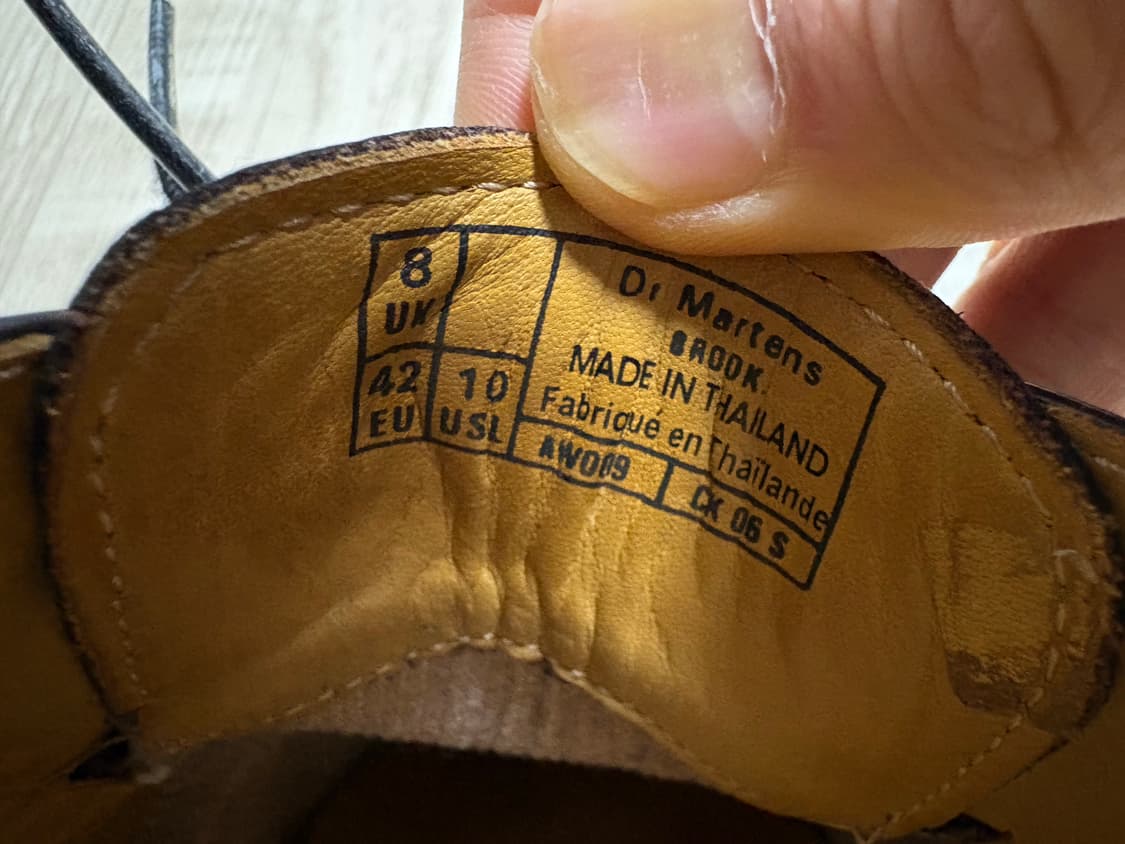 8
UK
42
EU
10
USL
Dr Martens
BROOK.
MADE IN THAILAND
Fabriqué en Thaïlande
AW009
CK 06 S